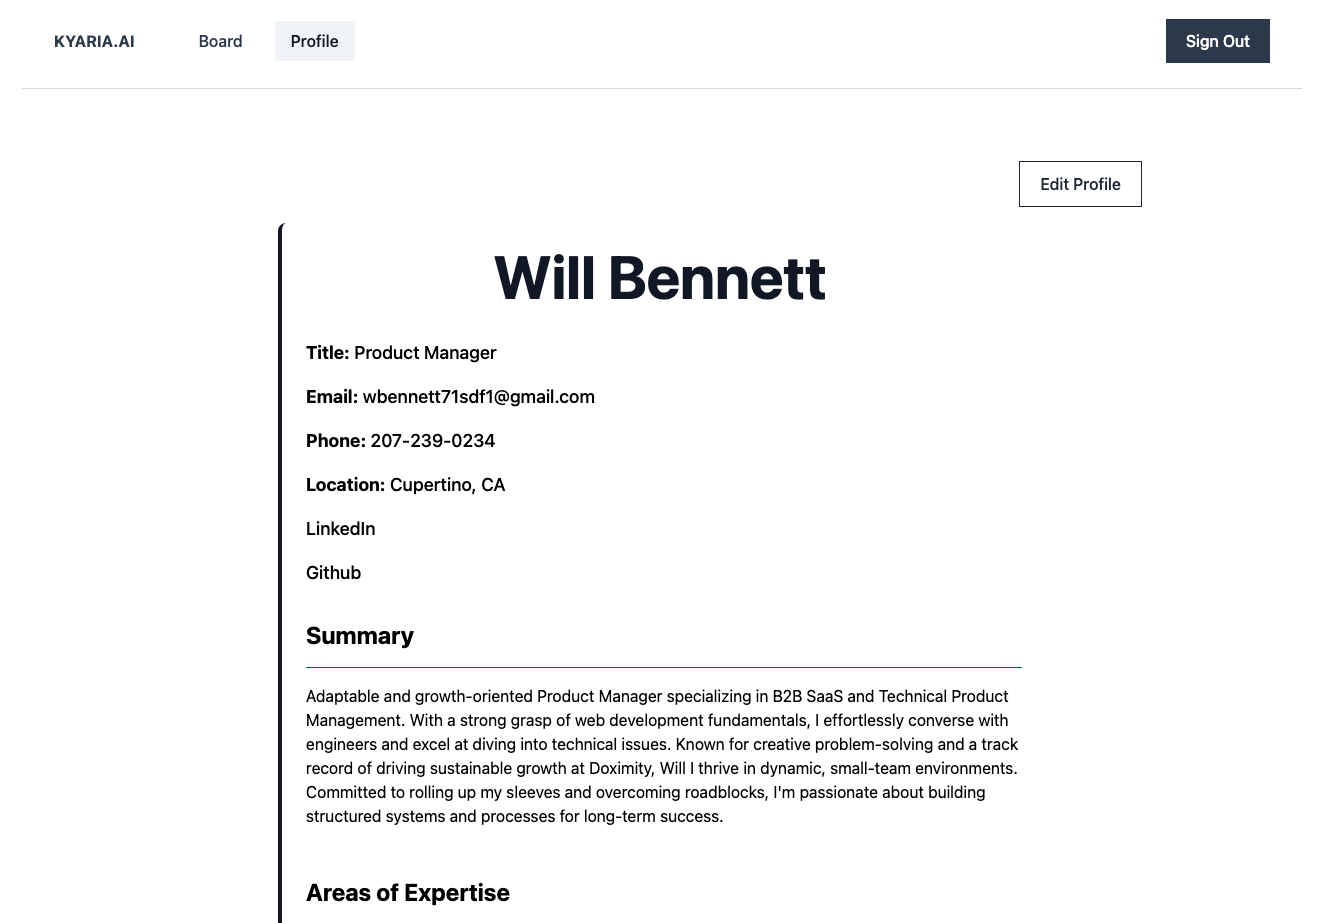 KYARIA.AI Board Profile Sign Out
Edit Profile
Will Bennett
Title: Product Manager
Email: wbennett71sdf1@gmail.com
Phone: 207-239-0234
Location: Cupertino, CA
LinkedIn
Github
Summary
Adaptable and growth-oriented Product Manager specializing in B2B SaaS and Technical Product
Management. With a strong grasp of web development fundamentals, I effortlessly converse with
engineers and excel at diving into technical issues. Known for creative problem-solving and a track
record of driving sustainable growth at Doximity, Will I thrive in dynamic, small-team environments.
Committed to rolling up my sleeves and overcoming roadblocks, I'm passionate about building
structured systems and processes for long-term success.
Areas of Expertise